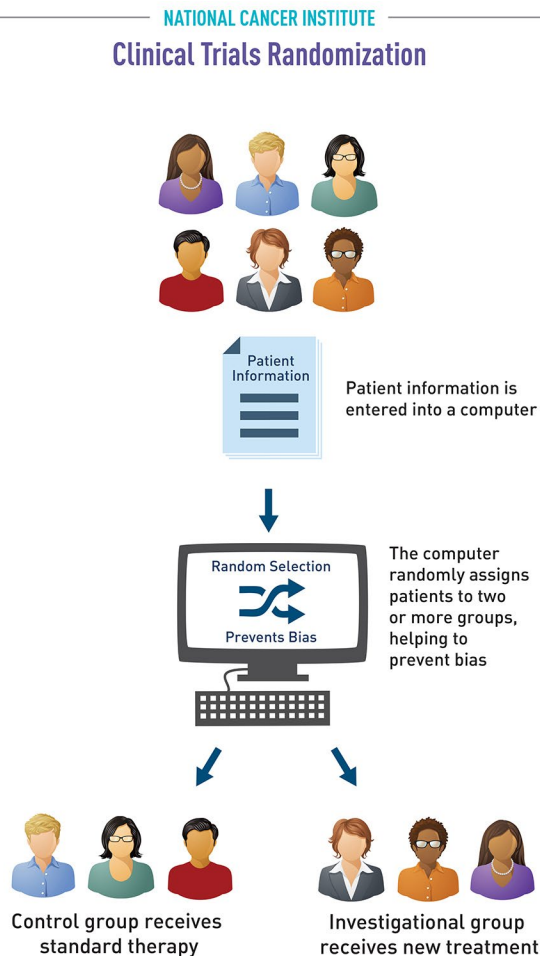 NATIONAL CANCER INSTITUTE
Clinical Trials Randomization
Patient
Information
Patient information is
entered into a computer
Random Selection
Prevents Bias
The computer
randomly assigns
patients to two
or more groups,
helping to
prevent bias
Control group receives
standard therapy
Investigational group
receives new treatment